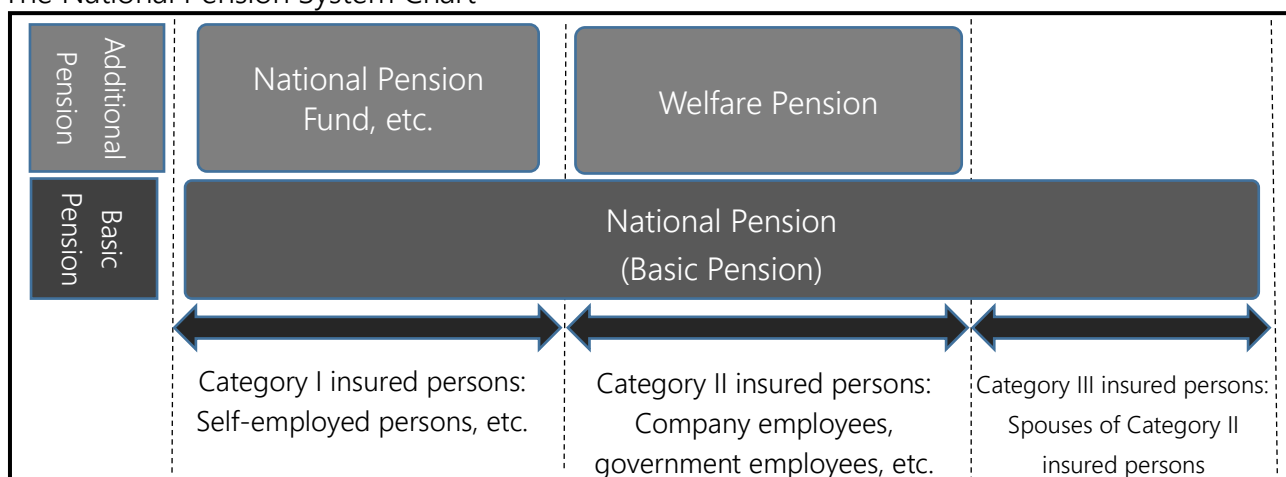 The National Pension System Chart
Additional
Pension
National Pension
Fund, etc.
Welfare Pension
Basic
Pension
National Pension
(Basic Pension)
Category I insured persons:
Self-employed persons, etc.
Category II insured persons:
Company employees,
government employees, etc.
Category III insured persons:
Spouses of Category II
insured persons